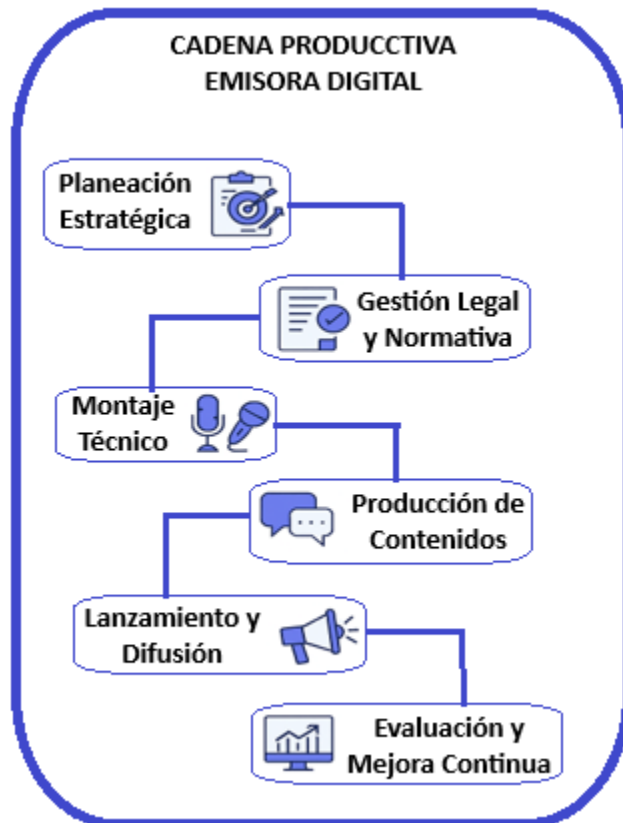 CADENA PRODUCCTIVA
EMISORA DIGITAL
Planeación
Estratégica
Gestión Legal
y Normativa
Montaje
Técnico
Producción de
Contenidos
Lanzamiento y
Difusión
Evaluación y
Mejora Continua